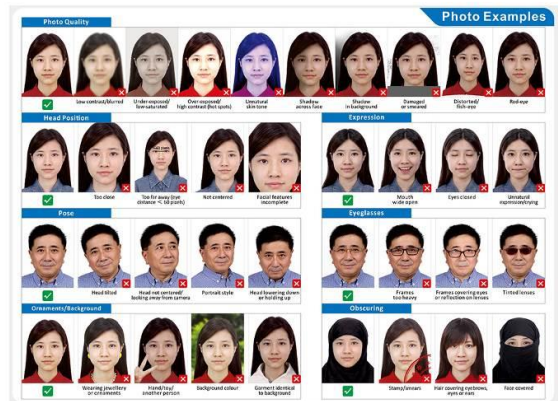 Photo Examples
Photo Quality
Low contrast/blurred
Under-exposed/
low-saturated
Over-exposed/
high contrast (hot spots)
Unnatural
skin tone
Shadow
across face
Shadow
in background
Damaged
or smeared
Distorted/
fish-eye
Red-eye
Head Position
Too close
Too far away (eye
distance < 60 pixels)
Not centered
Facial features
incomplete
Expression
Mouth
wide open
Eyes closed
Unnatural
expression/crying
Pose
Head tilted
Head not centered/
looking away from camera
Portrait style
Head lowering down
or holding up
Eyeglasses
Frames
too heavy
Frames covering eyes
or reflection on lenses
Tinted lenses
Ornaments/Background
Wearing jewellery
or ornaments
Hand/toy/
another person
Background colour
Garment identical
to background
Obscuring
Stamp/smears
Hair covering eyebrows,
eyes or ears
Face covered